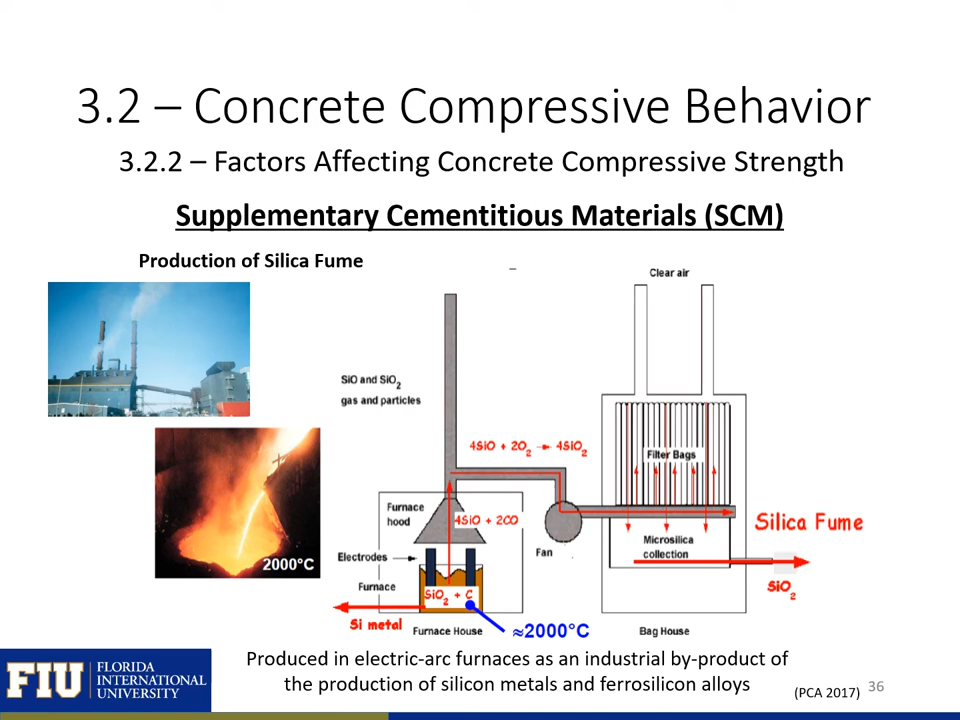 3.2 – Concrete Compressive Behavior
3.2.2 – Factors Affecting Concrete Compressive Strength
Supplementary Cementitious Materials (SCM)
Production of Silica Fume
2000°C
Clear air
SiO and SiO2
gas and particles
4SiO + 2O2 → 4SiO2
Filter Bags
Furnace
hood
4SiO + 2CO
Silica Fume
Microsilica
collection
Electrodes
Fan
Furnace
SiO2 + C
SiO2
Si metal
≈2000°C
Furnace House
Bag House
Produced in electric-arc furnaces as an industrial by-product of
the production of silicon metals and ferrosilicon alloys
(PCA 2017)
36
FIU
FLORIDA
INTERNATIONAL
UNIVERSITY